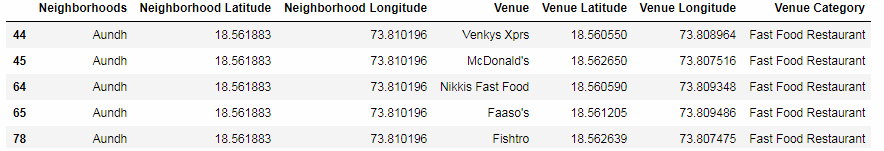 Neighborhoods Neighborhood Latitude Neighborhood Longitude Venue Venue Latitude Venue Longitude Venue Category
44 Aundh 18.561883 73.810196 Venkys Xprs 18.560550 73.808964 Fast Food Restaurant
45 Aundh 18.561883 73.810196 McDonald's 18.562650 73.807516 Fast Food Restaurant
64 Aundh 18.561883 73.810196 Nikkis Fast Food 18.560590 73.809348 Fast Food Restaurant
65 Aundh 18.561883 73.810196 Faaso's 18.561205 73.809486 Fast Food Restaurant
78 Aundh 18.561883 73.810196 Fishtro 18.562639 73.807475 Fast Food Restaurant